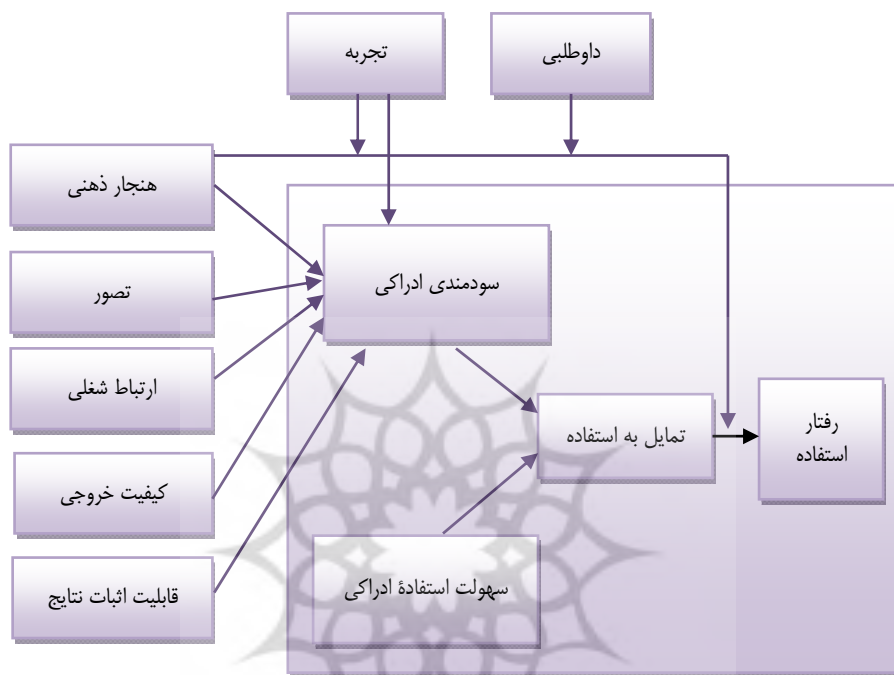 تجربه
داوطلبی
هنجار ذهنی
سودمندی ادراکی
تصور
ارتباط شغلی
تمایل به استفاده
رفتار
استفاده
کیفیت خروجی
سهولت استفادهٔ ادراکی
قابلیت اثبات نتایج